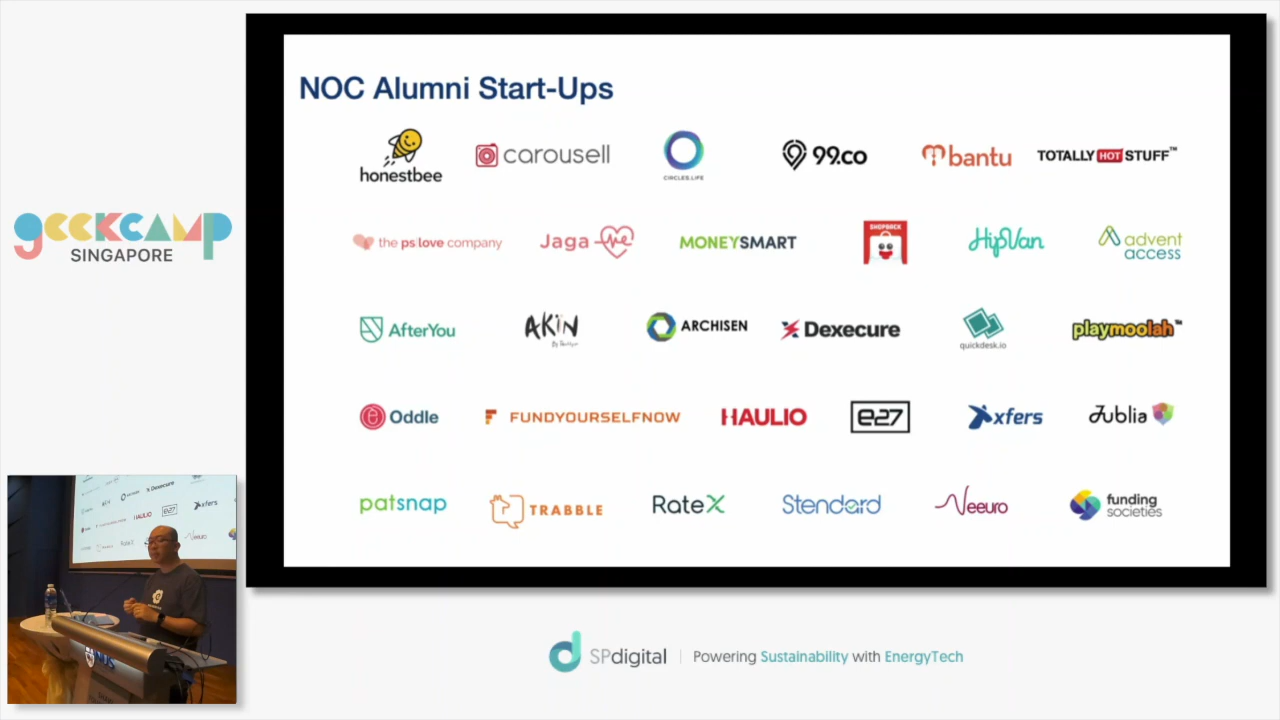 NOC Alumni Start-Ups
honestbee
carousell
CIRCLES.LIFE
99.co
bantu
TOTALLY HOT STUFF™
the ps|love company
Jaga-Me
MONEYSMART
SHOPBACK
HipVan
advent
access
AfterYou
AKIN
ARCHISEN
Dexecure
quickdesk.io
playmoolah™
Oddle
FUNDYOURSELFNOW
HAULIO
e27
xfers
Jublia
patsnap
TRABBLE
RateX
Stendard
Neeuro
funding
societies
geekcamp
SINGAPORE
NUS
SPdigital
Powering Sustainability with EnergyTech